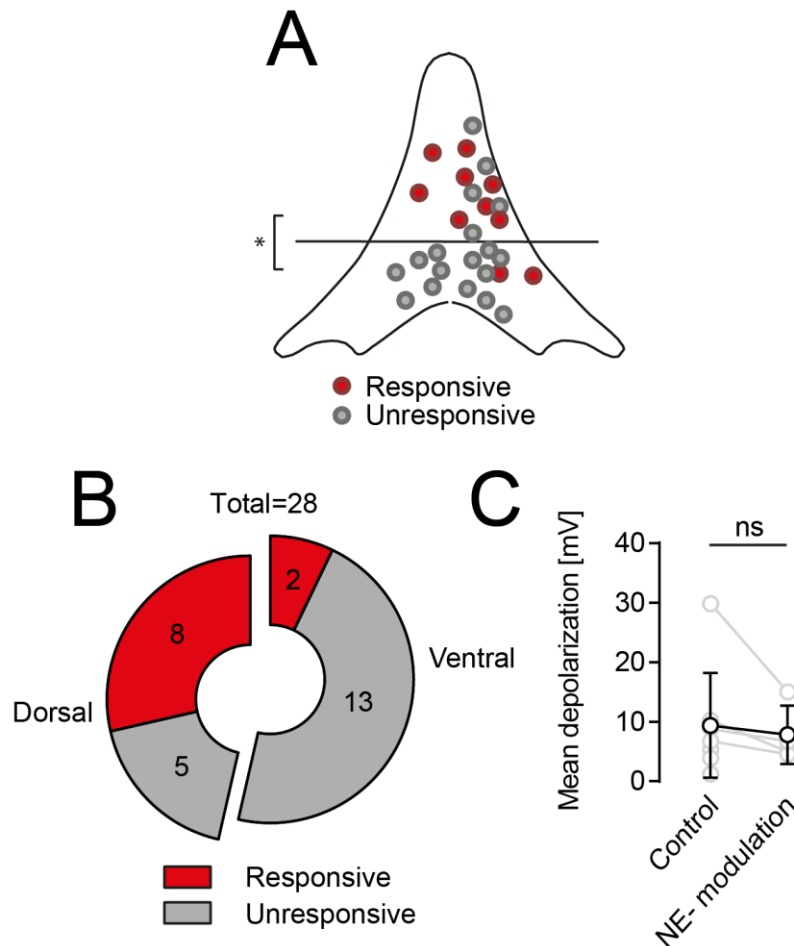 A
*
Responsive
Unresponsive
B
Total=28
2
8
Ventral
Dorsal
13
5
Responsive
Unresponsive
C
ns
Mean depolarization [mV]
40
30
20
10
0
Control
NE- modulation